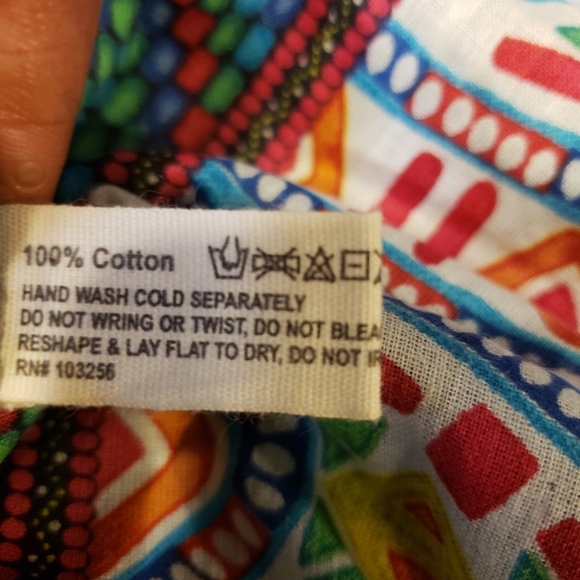 100% Cotton
HAND WASH COLD SEPARATELY
DO NOT WRING OR TWIST, DO NOT BLEA
RESHAPE & LAY FLAT TO DRY, DO NOT IR
RN# 103256